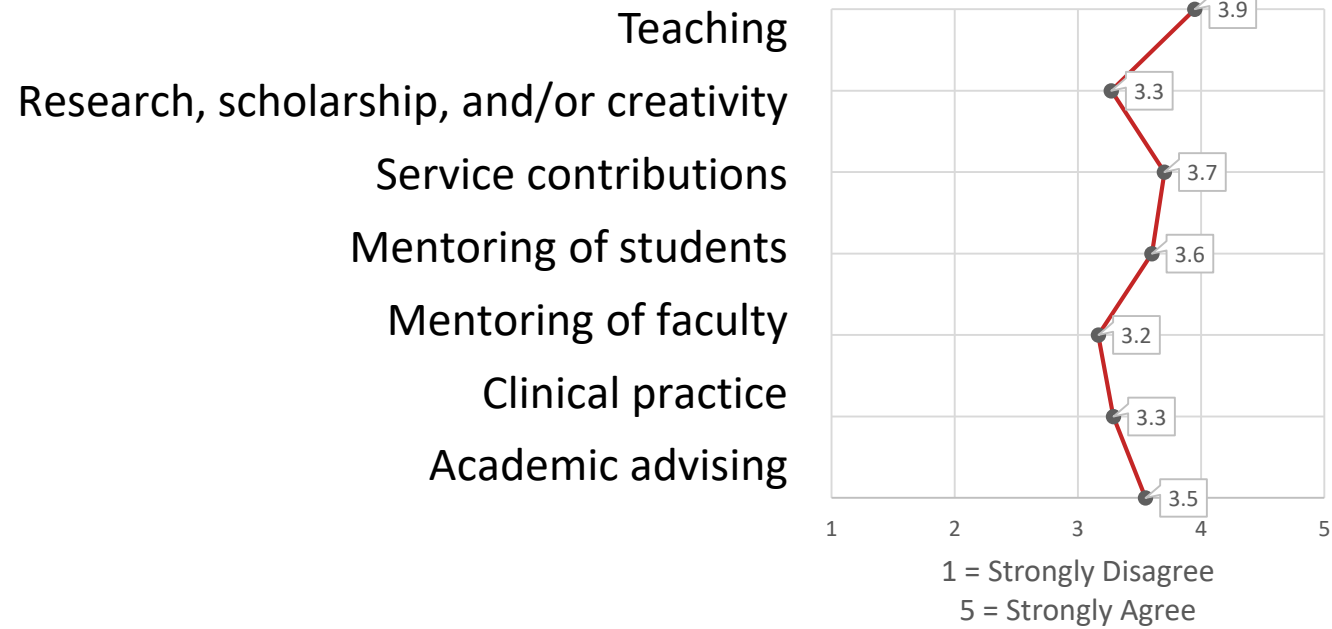 Teaching
3.9
Research, scholarship, and/or creativity
3.3
Service contributions
3.7
Mentoring of students
3.6
Mentoring of faculty
3.2
Clinical practice
3.3
Academic advising
3.5
1 2 3 4 5
1 = Strongly Disagree
5 = Strongly Agree